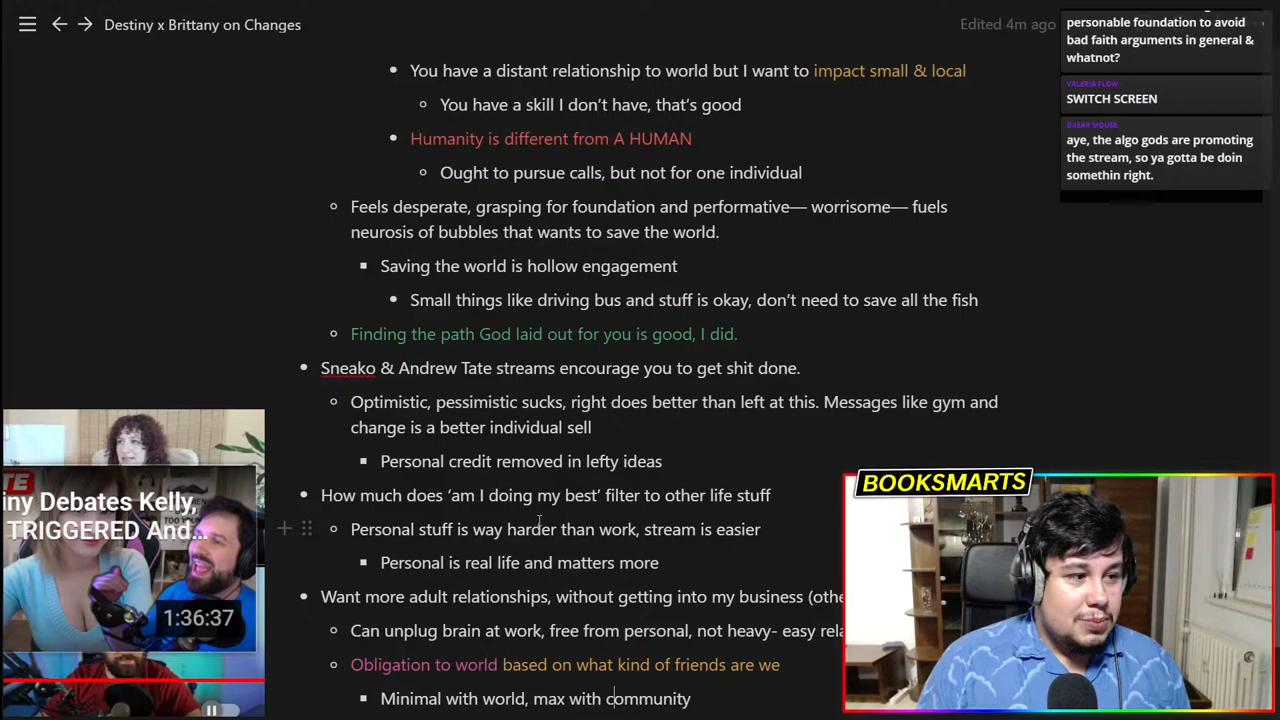 Destiny x Brittany on Changes
Edited 4m ago
personable foundation to avoid
bad faith arguments in general &
whatnot?
VALERIA FLOW
SWITCH SCREEN
aye, the algo gods are promoting
the stream, so ya gotta be doin
somethin right.
You have a distant relationship to world but I want to impact small & local
You have a skill I don’t have, that’s good
Humanity is different from A HUMAN
Ought to pursue calls, but not for one individual
Feels desperate, grasping for foundation and performative— worrisome— fuels
neurosis of bubbles that wants to save the world.
Saving the world is hollow engagement
Small things like driving bus and stuff is okay, don’t need to save all the fish
Finding the path God laid out for you is good, I did.
Sneako & Andrew Tate streams encourage you to get shit done.
Optimistic, pessimistic sucks, right does better than left at this. Messages like gym and
change is a better individual sell
Personal credit removed in lefty ideas
How much does ‘am I doing my best’ filter to other life stuff
Personal stuff is way harder than work, stream is easier
Personal is real life and matters more
Want more adult relationships, without getting into my business (othe
Can unplug brain at work, free from personal, not heavy- easy rela
Obligation to world based on what kind of friends are we
Minimal with world, max with community
TE
iny Debates Kelly,
TRIGGERED And...
1:36:37
BOOKSMARTS